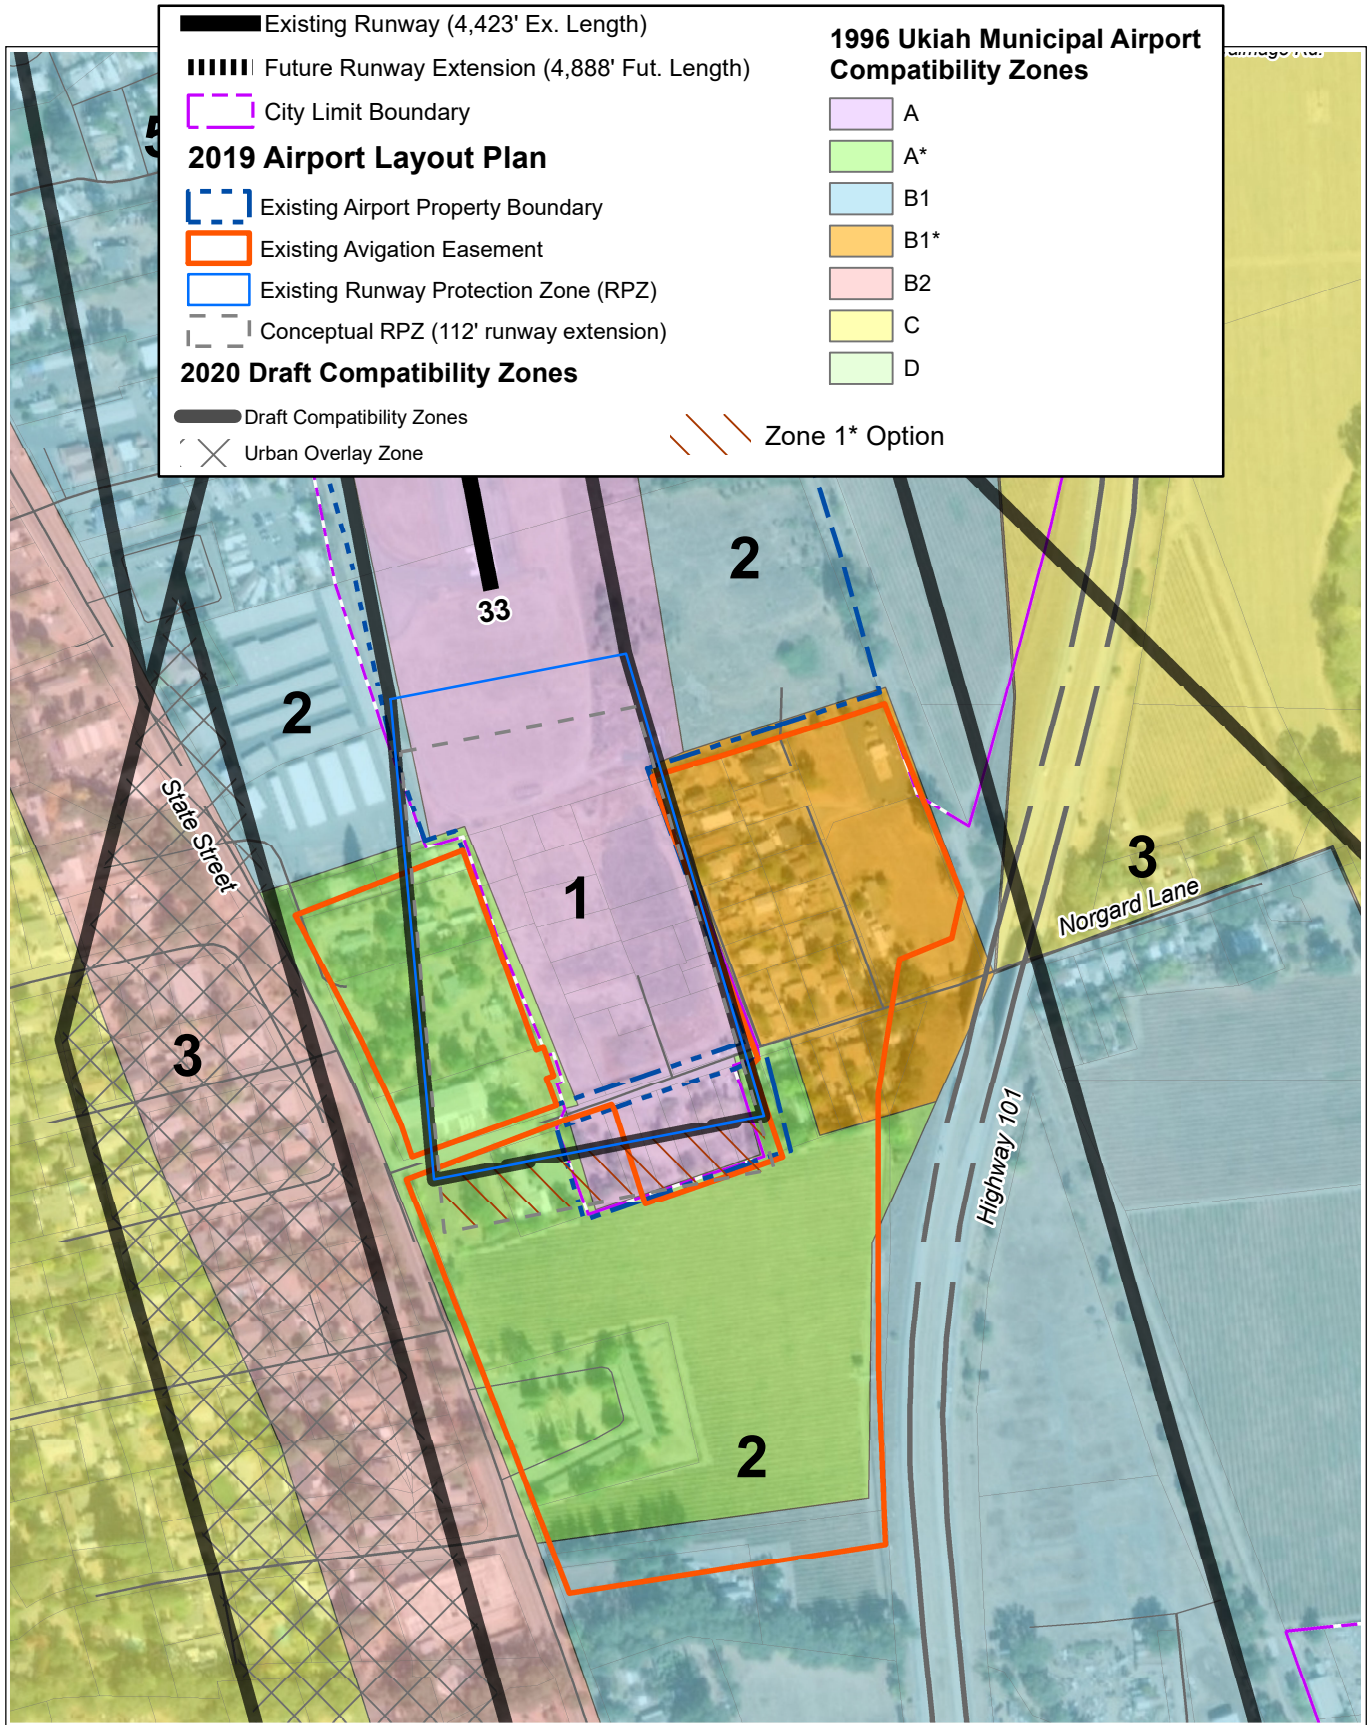 Existing Runway (4,423' Ex. Length)
Future Runway Extension (4,888' Fut. Length)
City Limit Boundary
2019 Airport Layout Plan
Existing Airport Property Boundary
Existing Avigation Easement
Existing Runway Protection Zone (RPZ)
Conceptual RPZ (112' runway extension)
2020 Draft Compatibility Zones
Draft Compatibility Zones
Urban Overlay Zone
Zone 1* Option
1996 Ukiah Municipal Airport
Compatibility Zones
A
A*
B1
B1*
B2
C
D
Rd.
5
2
33
2
State Street
1
3
Norgard Lane
3
Highway 101
2